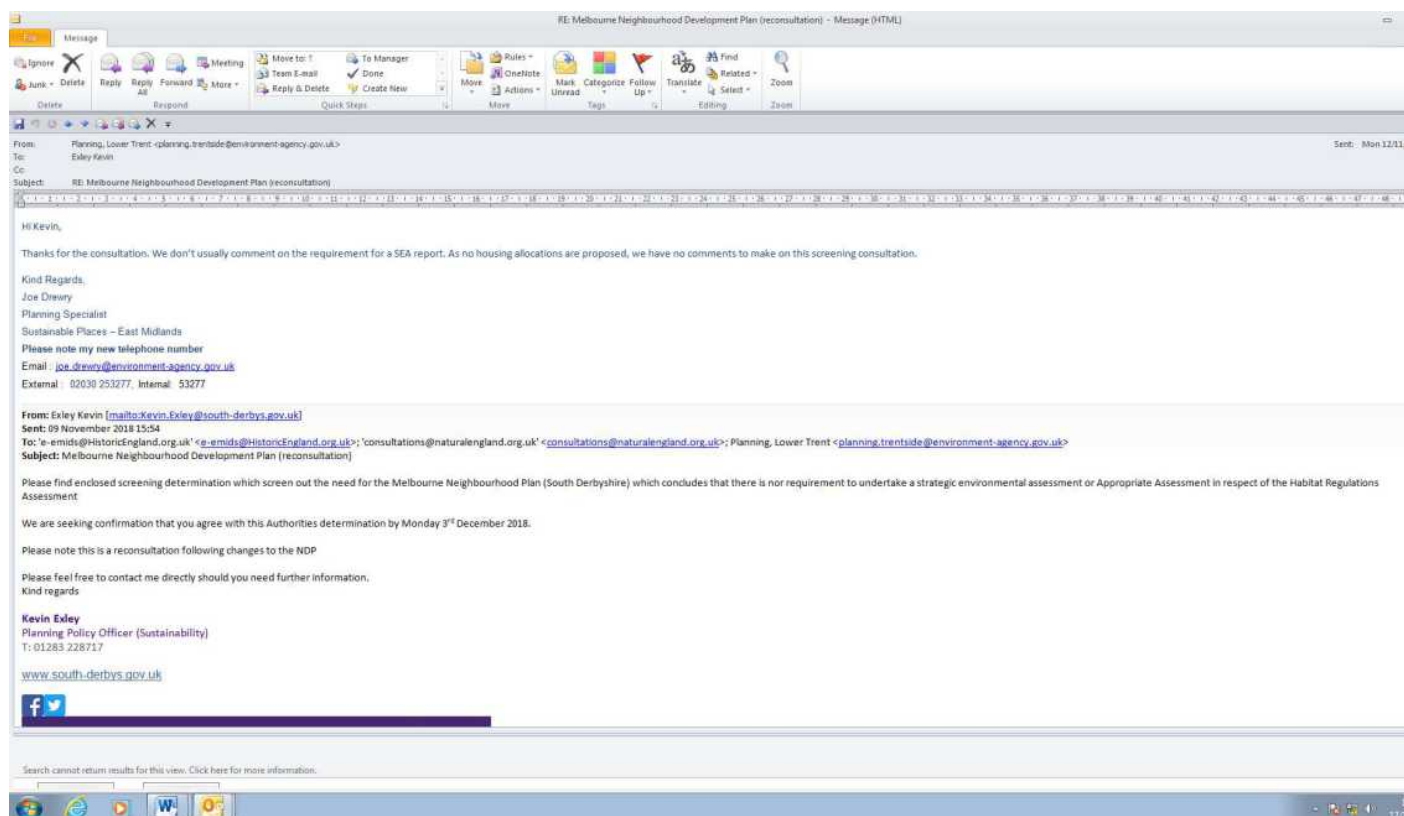 RE: Melbourne Neighbourhood Development Plan (reconsultation) - Message (HTML)
File Message
Ignore
Junk
Delete
Reply
Reply All
Forward
Meeting
More
Move to: ?
Team E-mail
Reply & Delete
To Manager
Done
Create New
Move
Rules
OneNote
Actions
Mark Unread
Categorize
Follow Up
Translate
Find
Related
Select
Zoom
Delete Respond Quick Steps Move Tags Editing Zoom
From: Planning, Lower Trent <planning.trentside@environment-agency.gov.uk> Sent: Mon 12/11
To: Exley Kevin
Cc:
Subject: RE: Melbourne Neighbourhood Development Plan (reconsultation)
Hi Kevin,
Thanks for the consultation. We don't usually comment on the requirement for a SEA report. As no housing allocations are proposed, we have no comments to make on this screening consultation.
Kind Regards,
Joe Drewry
Planning Specialist
Sustainable Places – East Midlands
Please note my new telephone number
Email : joe.drewry@environment-agency.gov.uk
External : 02030 253277, Internal: 53277
From: Exley Kevin [mailto:Kevin.Exley@south-derbys.gov.uk]
Sent: 09 November 2018 15:54
To: 'e-emids@HistoricEngland.org.uk' <e-emids@HistoricEngland.org.uk>; 'consultations@naturalengland.org.uk' <consultations@naturalengland.org.uk>; Planning, Lower Trent <planning.trentside@environment-agency.gov.uk>
Subject: Melbourne Neighbourhood Development Plan (reconsultation)
Please find enclosed screening determination which screen out the need for the Melbourne Neighbourhood Plan (South Derbyshire) which concludes that there is nor requirement to undertake a strategic environmental assessment or Appropriate Assessment in respect of the Habitat Regulations
Assessment
We are seeking confirmation that you agree with this Authorities determination by Monday 3rd December 2018.
Please note this is a reconsultation following changes to the NDP
Please feel free to contact me directly should you need further information.
Kind regards
Kevin Exley
Planning Policy Officer (Sustainability)
T: 01283 228717
www.south-derbys.gov.uk
Search cannot return results for this view. Click here for more information.